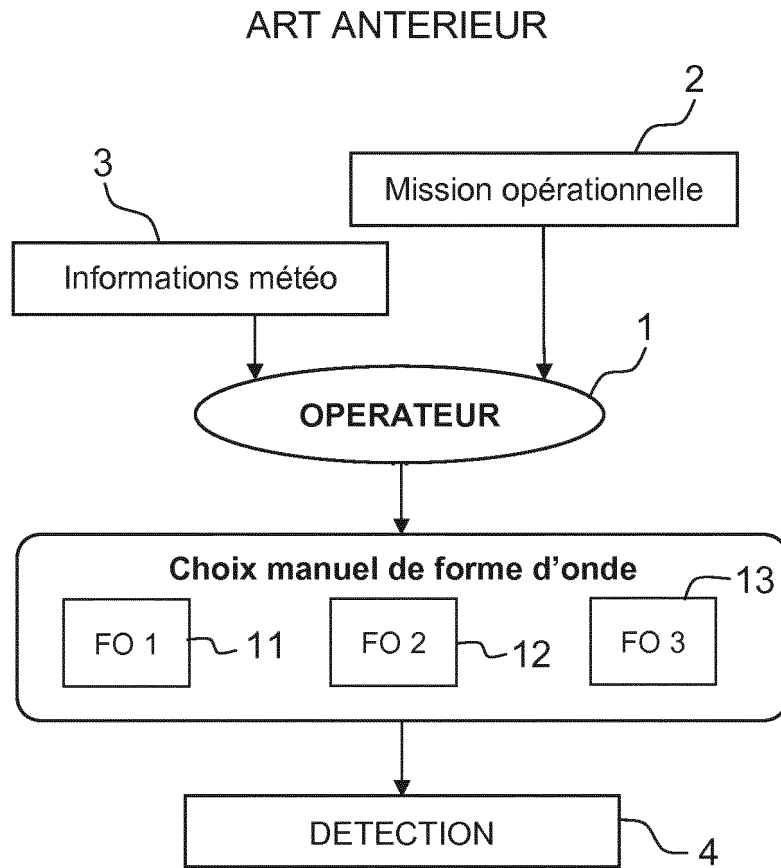 ART ANTERIEUR
2
Mission opérationnelle
3
Informations météo
1
OPERATEUR
Choix manuel de forme d'onde
13
FO 1
11
FO 2
12
FO 3
DETECTION
4